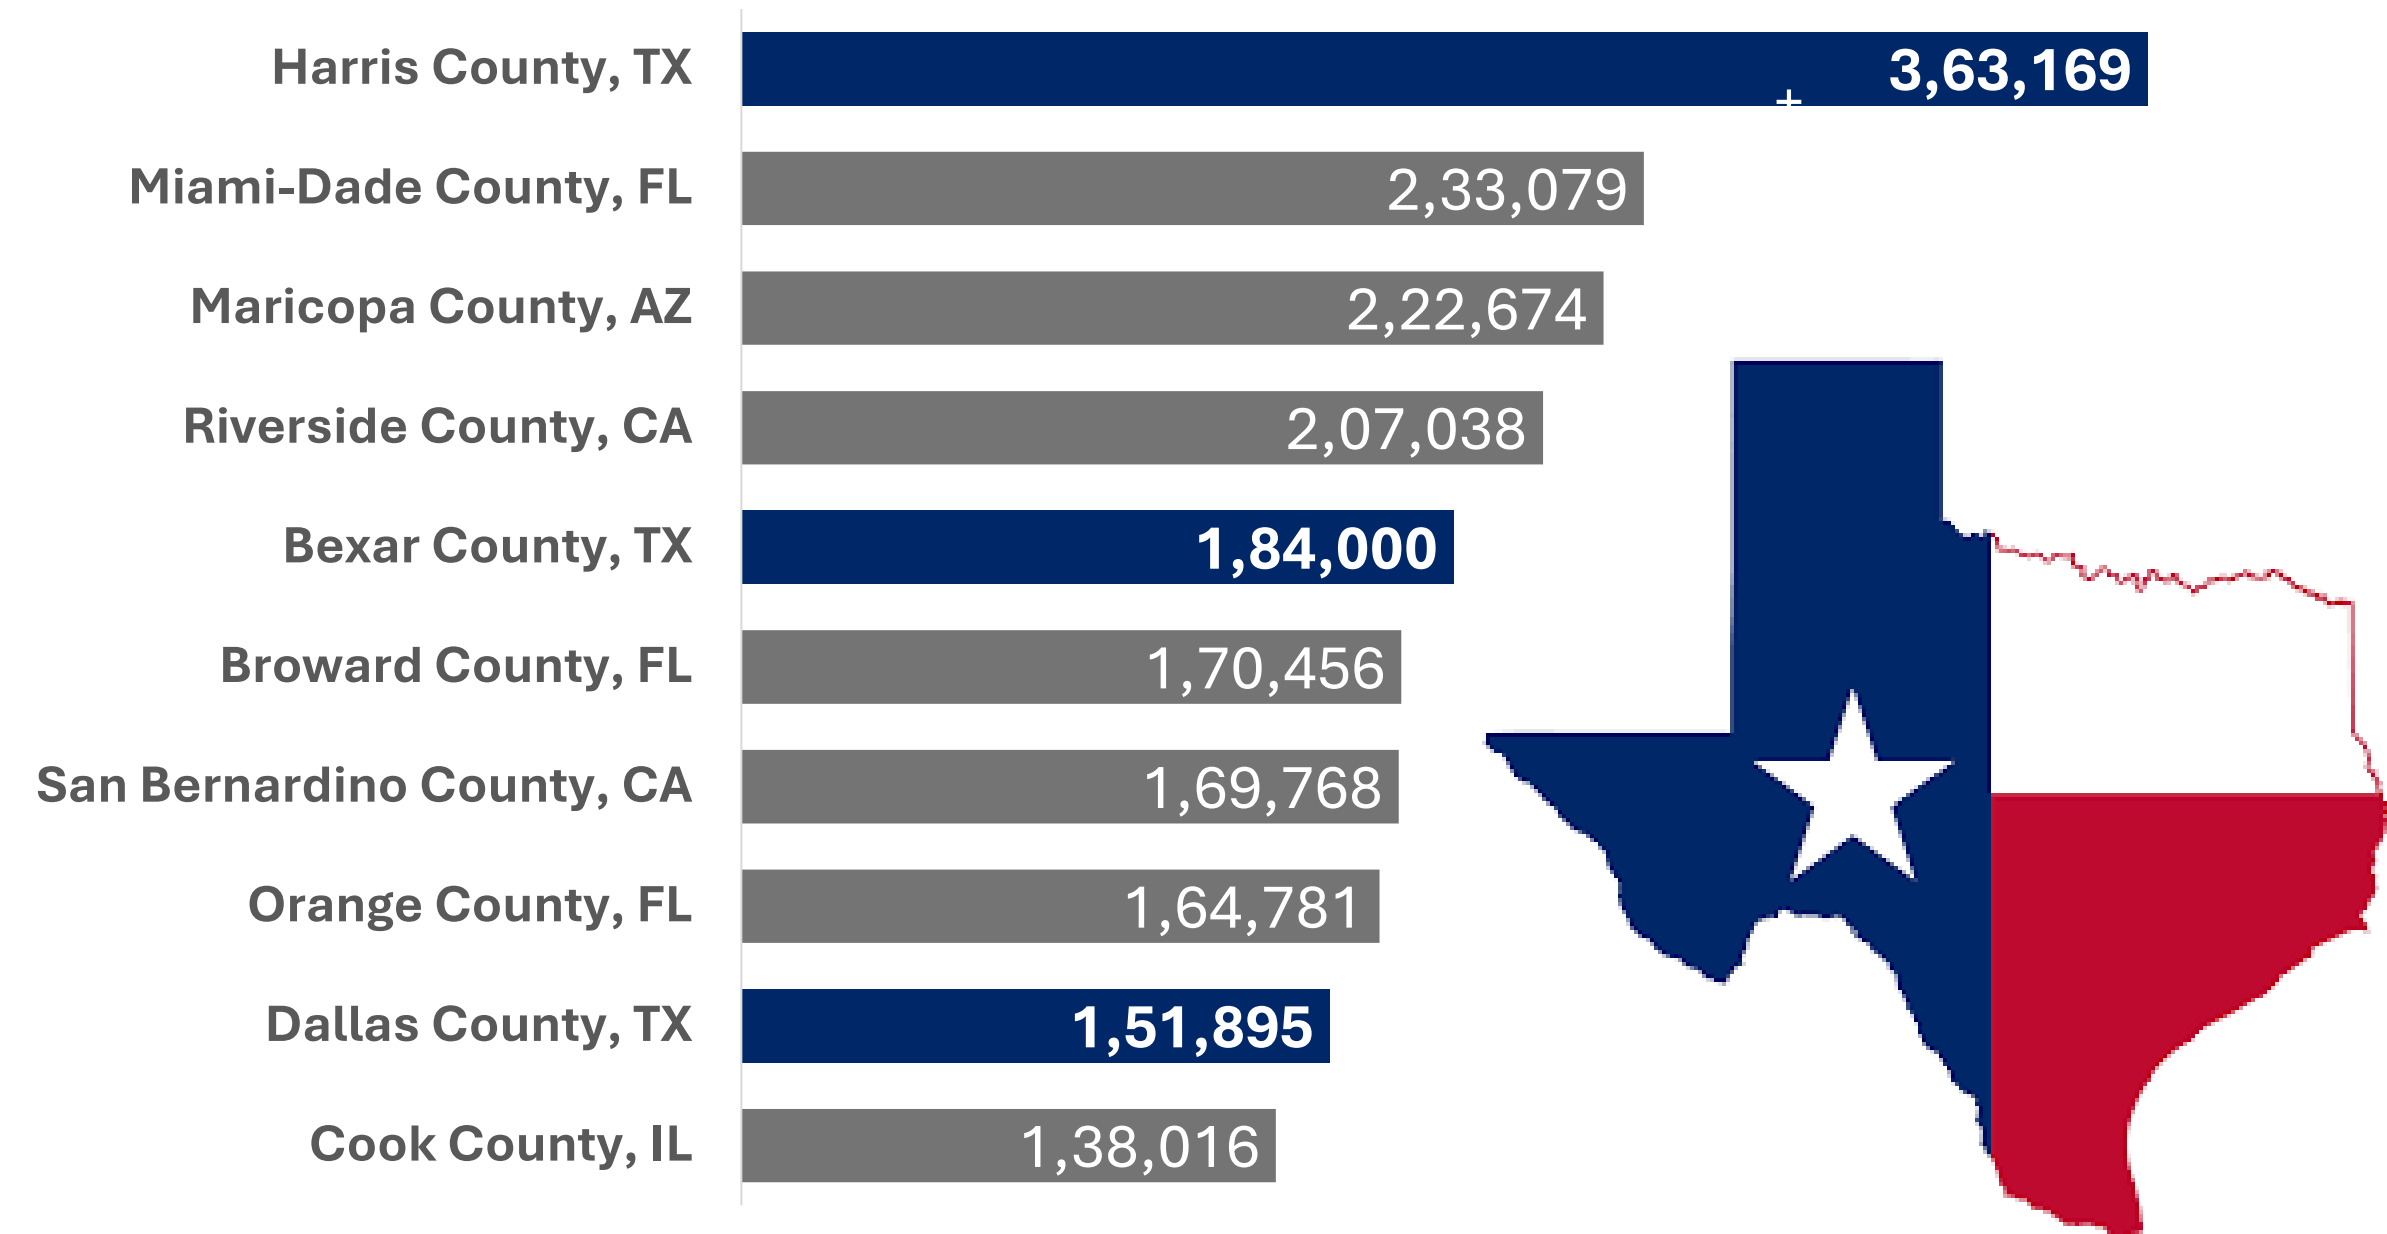 Harris County, TX 3,63,169
Miami-Dade County, FL 2,33,079
Maricopa County, AZ 2,22,674
Riverside County, CA 2,07,038
Bexar County, TX 1,84,000
Broward County, FL 1,70,456
San Bernardino County, CA 1,69,768
Orange County, FL 1,64,781
Dallas County, TX 1,51,895
Cook County, IL 1,38,016